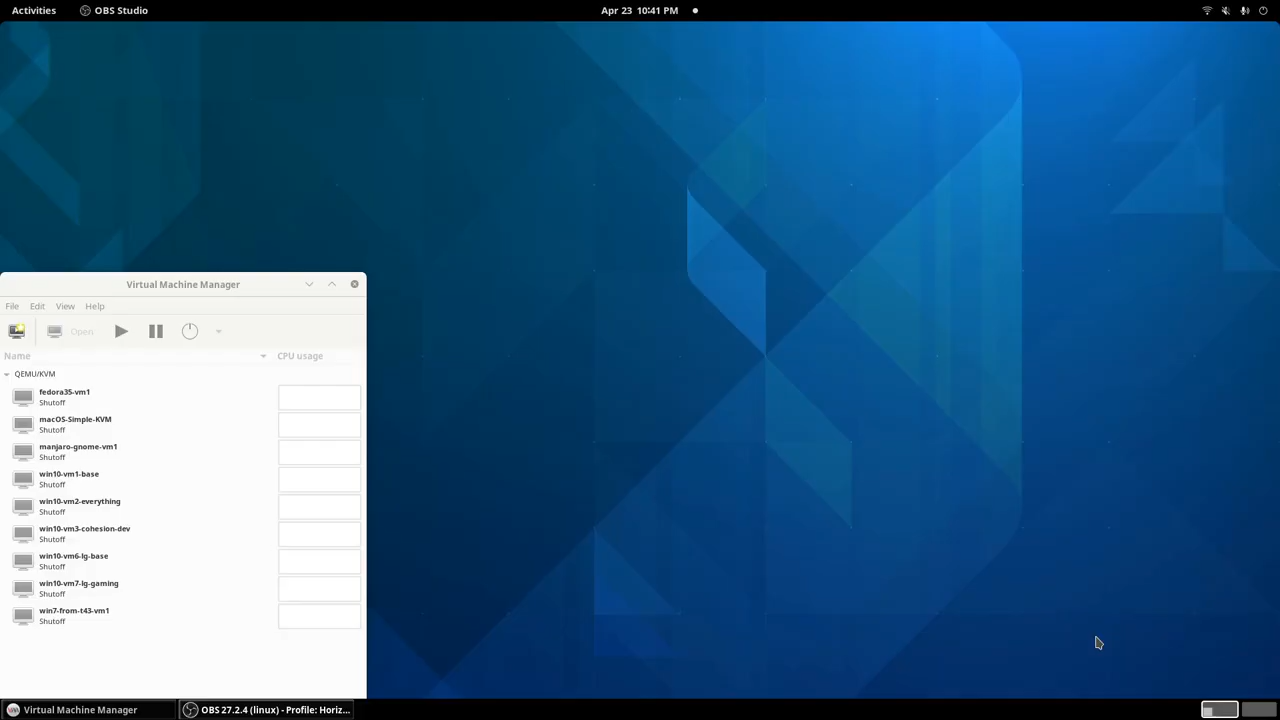 Activities
OBS Studio
Apr 23 10:41 PM
Virtual Machine Manager
File Edit View Help
Open
Name CPU usage
QEMU/KVM
fedora35-vm1
Shutoff
macOS-Simple-KVM
Shutoff
manjaro-gnome-vm1
Shutoff
win10-vm1-base
Shutoff
win10-vm2-everything
Shutoff
win10-vm3-cohesion-dev
Shutoff
win10-vm6-lg-base
Shutoff
win10-vm7-lg-gaming
Shutoff
win7-from-t43-vm1
Shutoff
Virtual Machine Manager
OBS 27.2.4 (linux) - Profile: Horiz...